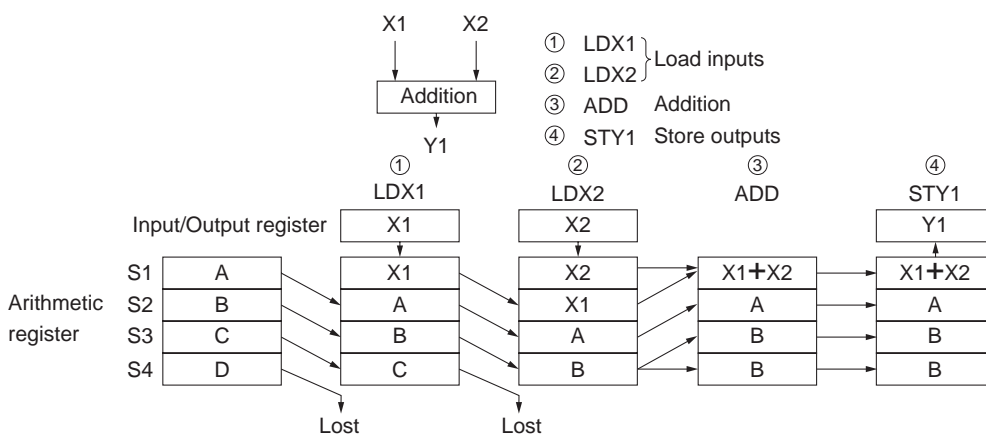 X1 X2
① LDX1
② LDX2
Load inputs
Addition
③ ADD Addition
④ STY1 Store outputs
Y1
① ② ③ ④
LDX1 LDX2 ADD STY1
Input/Output register X1 X2 Y1
S1 A X1 X2 X1+X2 X1+X2
S2 B A X1 A A
Arithmetic
register
S3 C B A B B
S4 D C B B B
Lost Lost